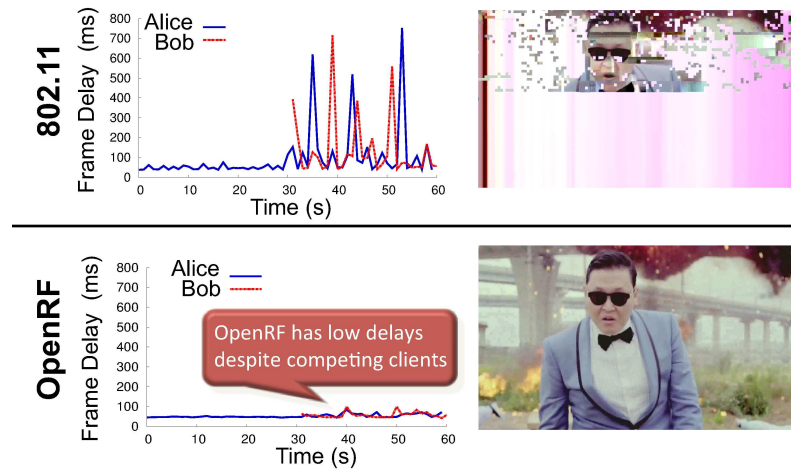 802.11
Frame Delay (ms)
Alice
Bob
800
700
600
500
400
300
200
100
0
0 10 20 30 40 50 60
Time (s)
OpenRF
Frame Delay (ms)
Alice
Bob
800
700
600
500
400
300
200
100
0
OpenRF has low delays
despite competing clients
0 10 20 30 40 50 60
Time (s)